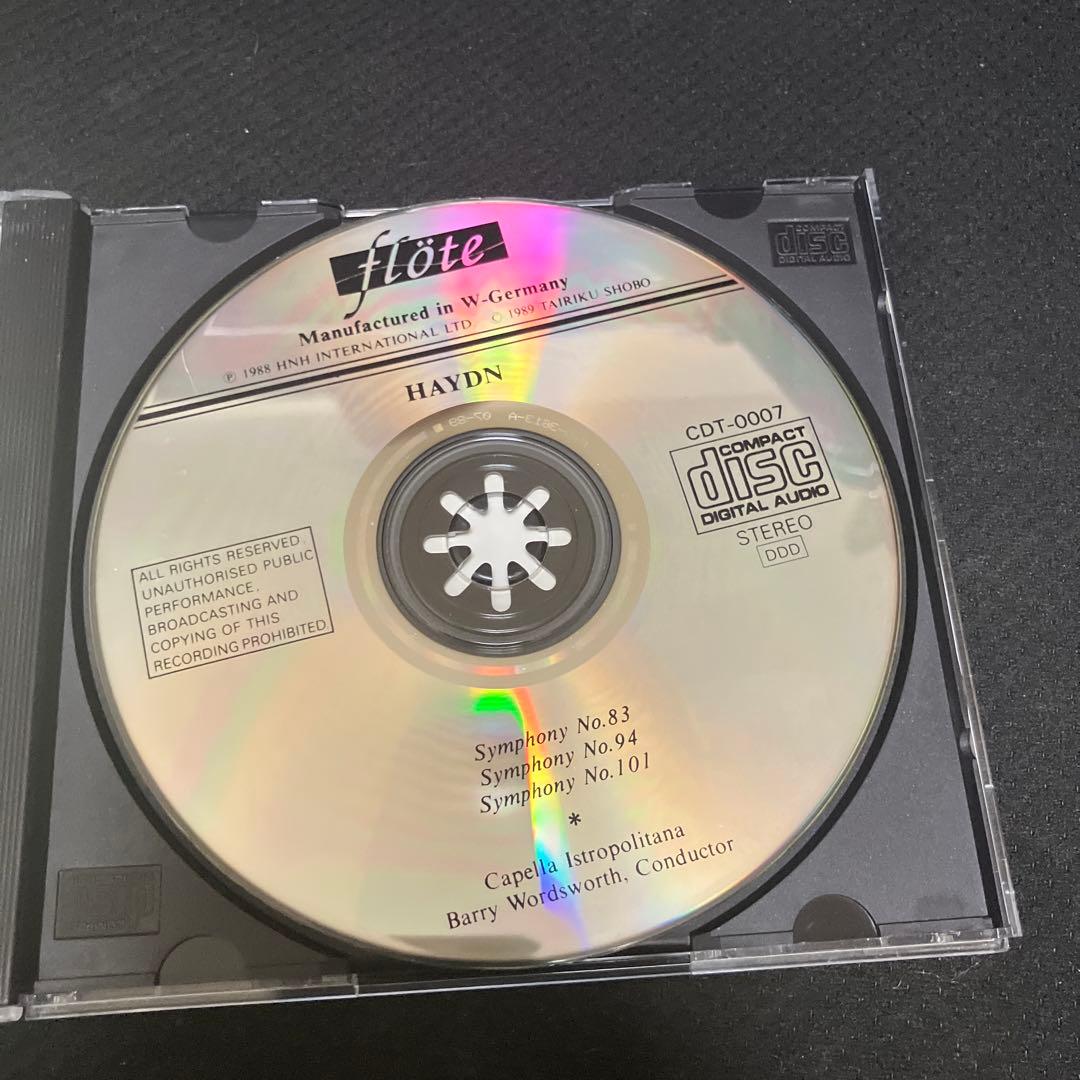 flöte
Manufactured in W-Germany
℗ 1988 HNH INTERNATIONAL LTD © 1989 TAIRIKU SHOBO
HAYDN
CDT-0007
COMPACT
disc
DIGITAL AUDIO
STEREO
DDD
ALL RIGHTS RESERVED.
UNAUTHORISED PUBLIC
PERFORMANCE,
BROADCASTING AND
COPYING OF THIS
RECORDING PROHIBITED.
Symphony No.83
Symphony No.94
Symphony No.101
*
Capella Istropolitana
Barry Wordsworth, Conductor
COMPACT
disc
DIGITAL AUDIO